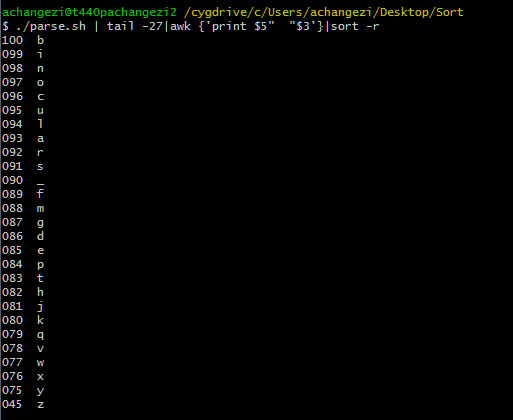 achangezi@t440pachangezi2 /cygdrive/c/Users/achangezi/Desktop/Sort
$ ./parse.sh | tail -27|awk {'print $5"  "$3'}|sort -r
100  b
099  i
098  n
097  o
096  c
095  u
094  l
093  a
092  r
091  s
090  _
089  f
088  m
087  g
086  d
085  e
084  p
083  t
082  h
081  j
080  k
079  q
078  v
077  w
076  x
075  y
045  z